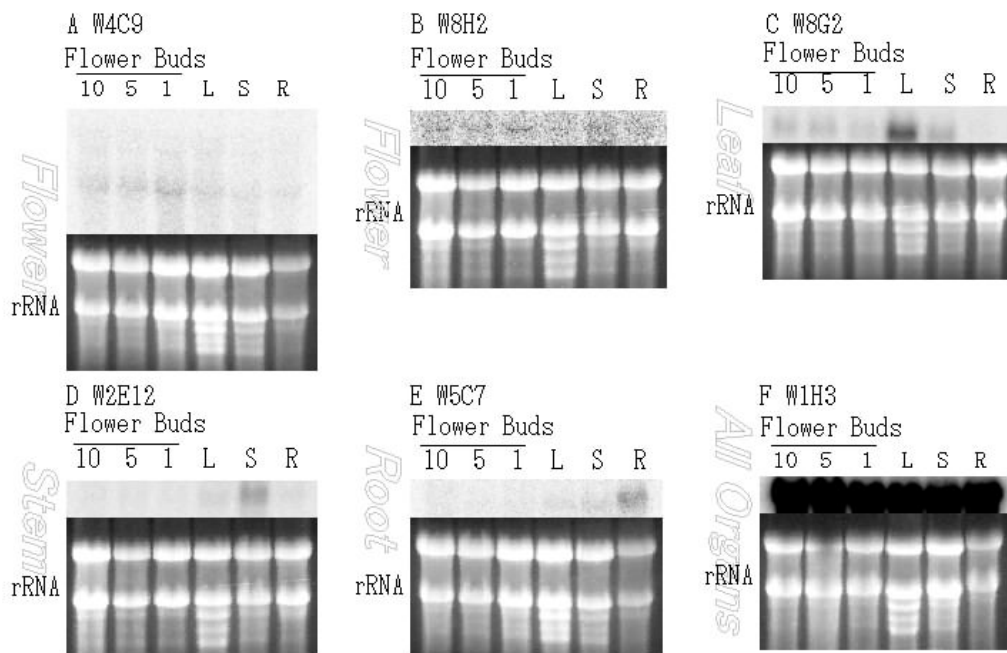 A W4C9
Flower Buds
10 5 1 L S R
Flower
rRNA
B W8H2
Flower Buds
10 5 1 L S R
Flower
rRNA
C W8G2
Flower Buds
10 5 1 L S R
Leaf
rRNA
D W2E12
Flower Buds
10 5 1 L S R
Stem
rRNA
E W5C7
Flower Buds
10 5 1 L S R
Root
rRNA
F W1H3
Flower Buds
10 5 1 L S R
All Organs
rRNA